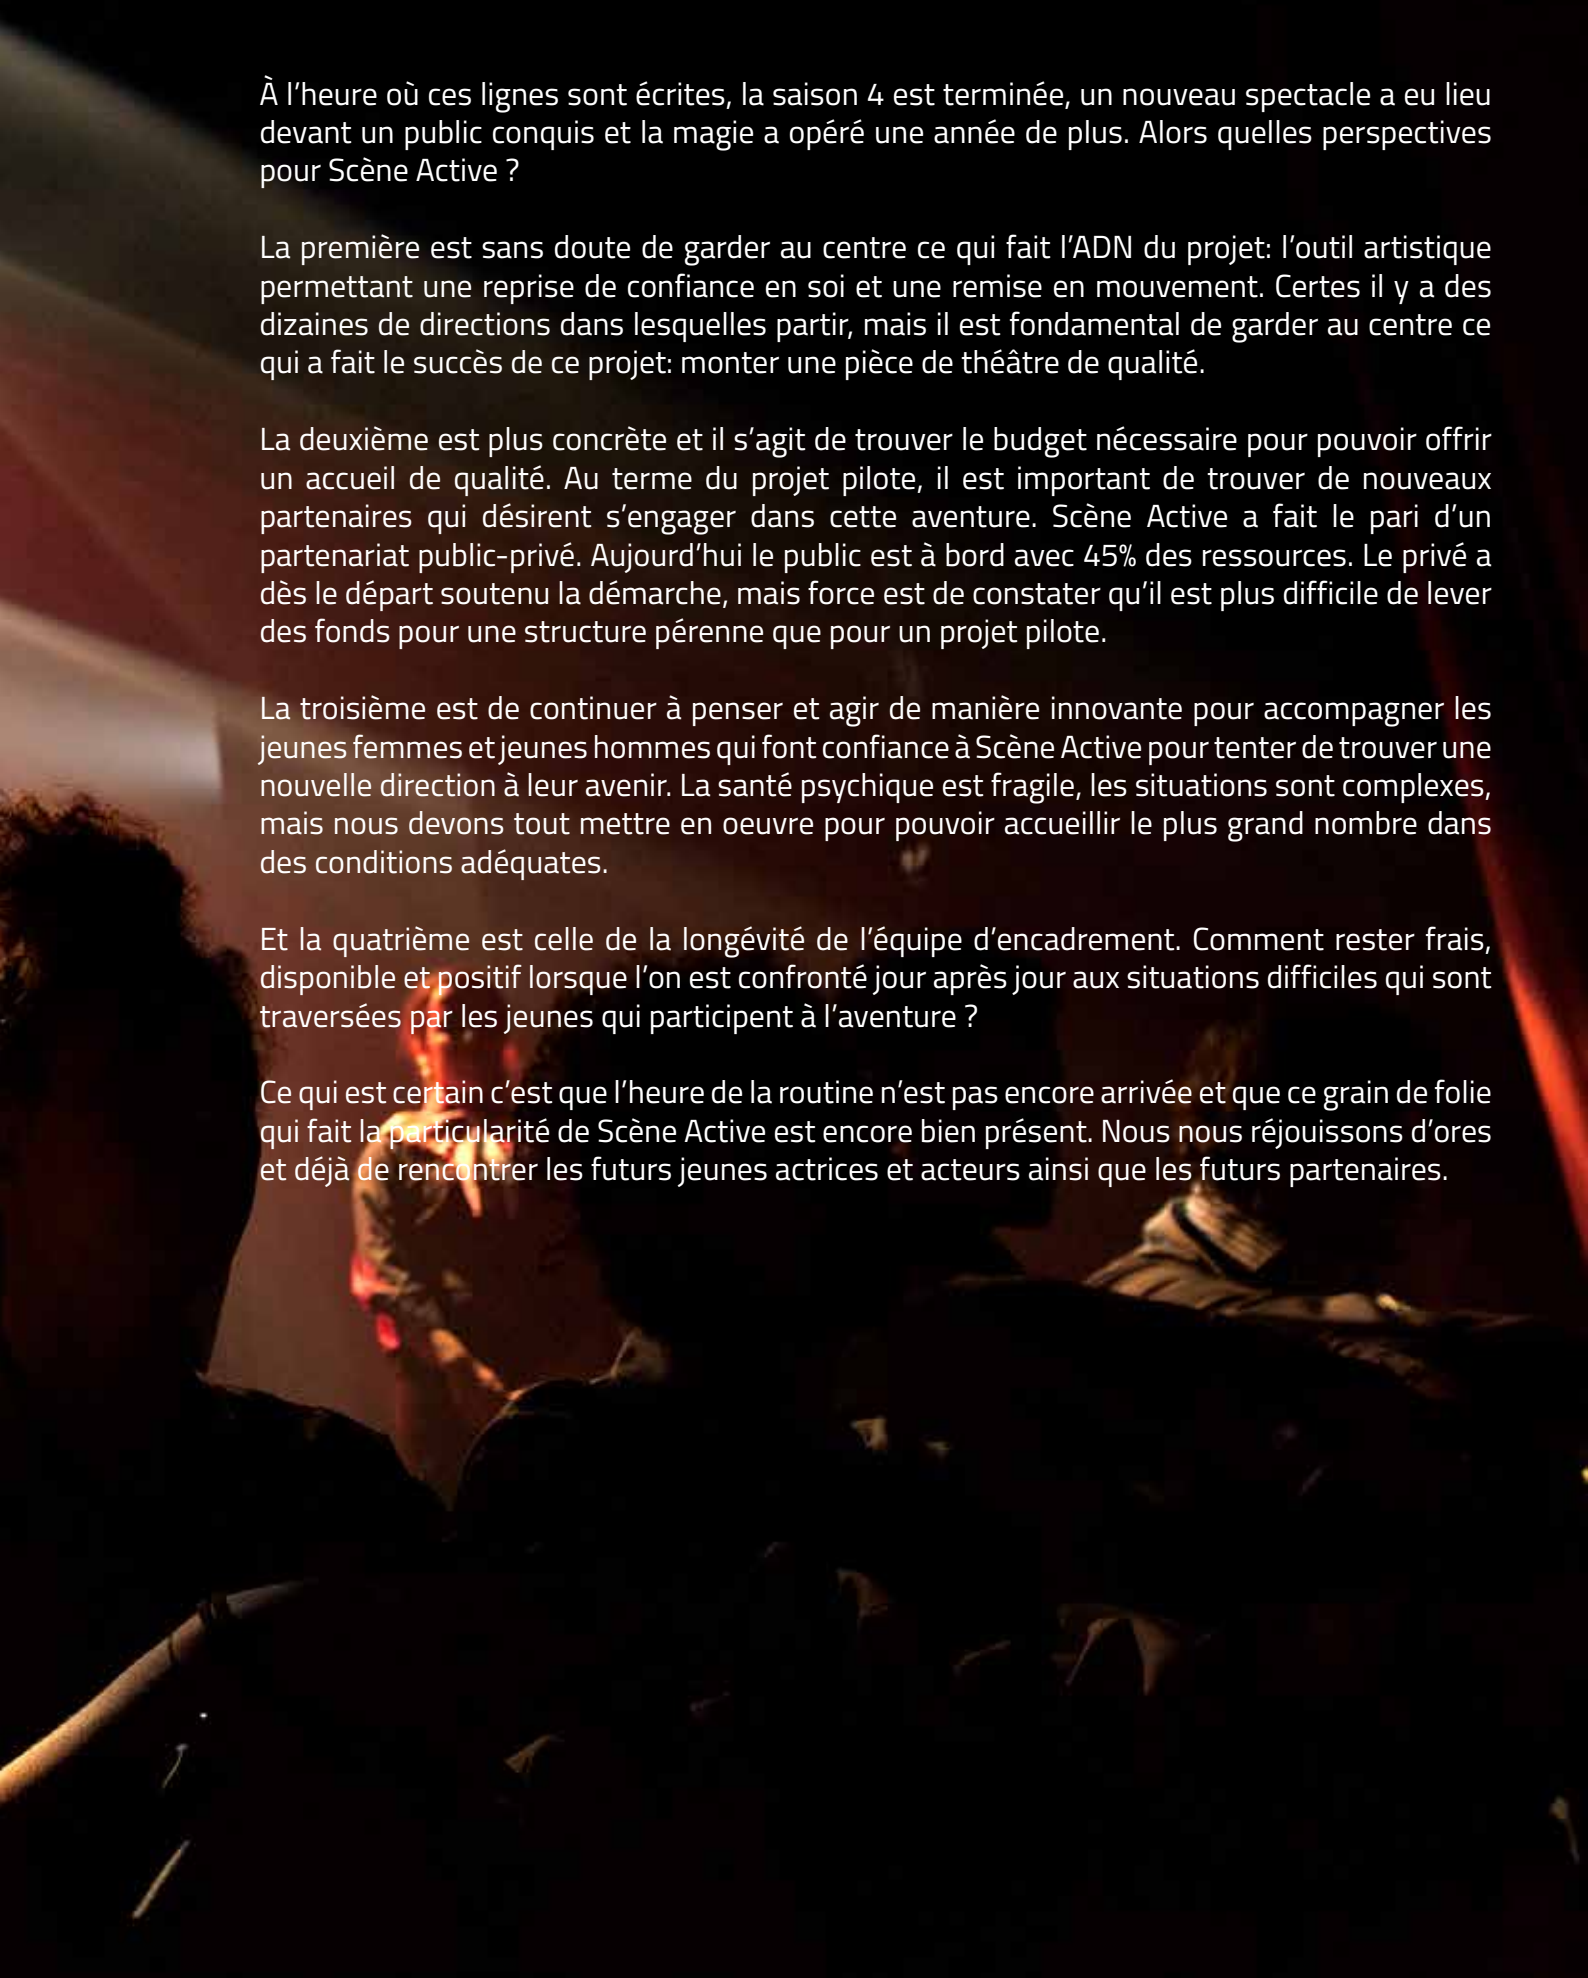 À l’heure où ces lignes sont écrites, la saison 4 est terminée, un nouveau spectacle a eu lieu
devant un public conquis et la magie a opéré une année de plus. Alors quelles perspectives
pour Scène Active ?
La première est sans doute de garder au centre ce qui fait l’ADN du projet: l’outil artistique
permettant une reprise de confiance en soi et une remise en mouvement. Certes il y a des
dizaines de directions dans lesquelles partir, mais il est fondamental de garder au centre ce
qui a fait le succès de ce projet: monter une pièce de théâtre de qualité.
La deuxième est plus concrète et il s’agit de trouver le budget nécessaire pour pouvoir offrir
un accueil de qualité. Au terme du projet pilote, il est important de trouver de nouveaux
partenaires qui désirent s’engager dans cette aventure. Scène Active a fait le pari d’un
partenariat public-privé. Aujourd’hui le public est à bord avec 45% des ressources. Le privé a
dès le départ soutenu la démarche, mais force est de constater qu’il est plus difficile de lever
des fonds pour une structure pérenne que pour un projet pilote.
La troisième est de continuer à penser et agir de manière innovante pour accompagner les
jeunes femmes et jeunes hommes qui font confiance à Scène Active pour tenter de trouver une
nouvelle direction à leur avenir. La santé psychique est fragile, les situations sont complexes,
mais nous devons tout mettre en oeuvre pour pouvoir accueillir le plus grand nombre dans
des conditions adéquates.
Et la quatrième est celle de la longévité de l’équipe d’encadrement. Comment rester frais,
disponible et positif lorsque l’on est confronté jour après jour aux situations difficiles qui sont
traversées par les jeunes qui participent à l’aventure ?
Ce qui est certain c’est que l’heure de la routine n’est pas encore arrivée et que ce grain de folie
qui fait la particularité de Scène Active est encore bien présent. Nous nous réjouissons d’ores
et déjà de rencontrer les futurs jeunes actrices et acteurs ainsi que les futurs partenaires.